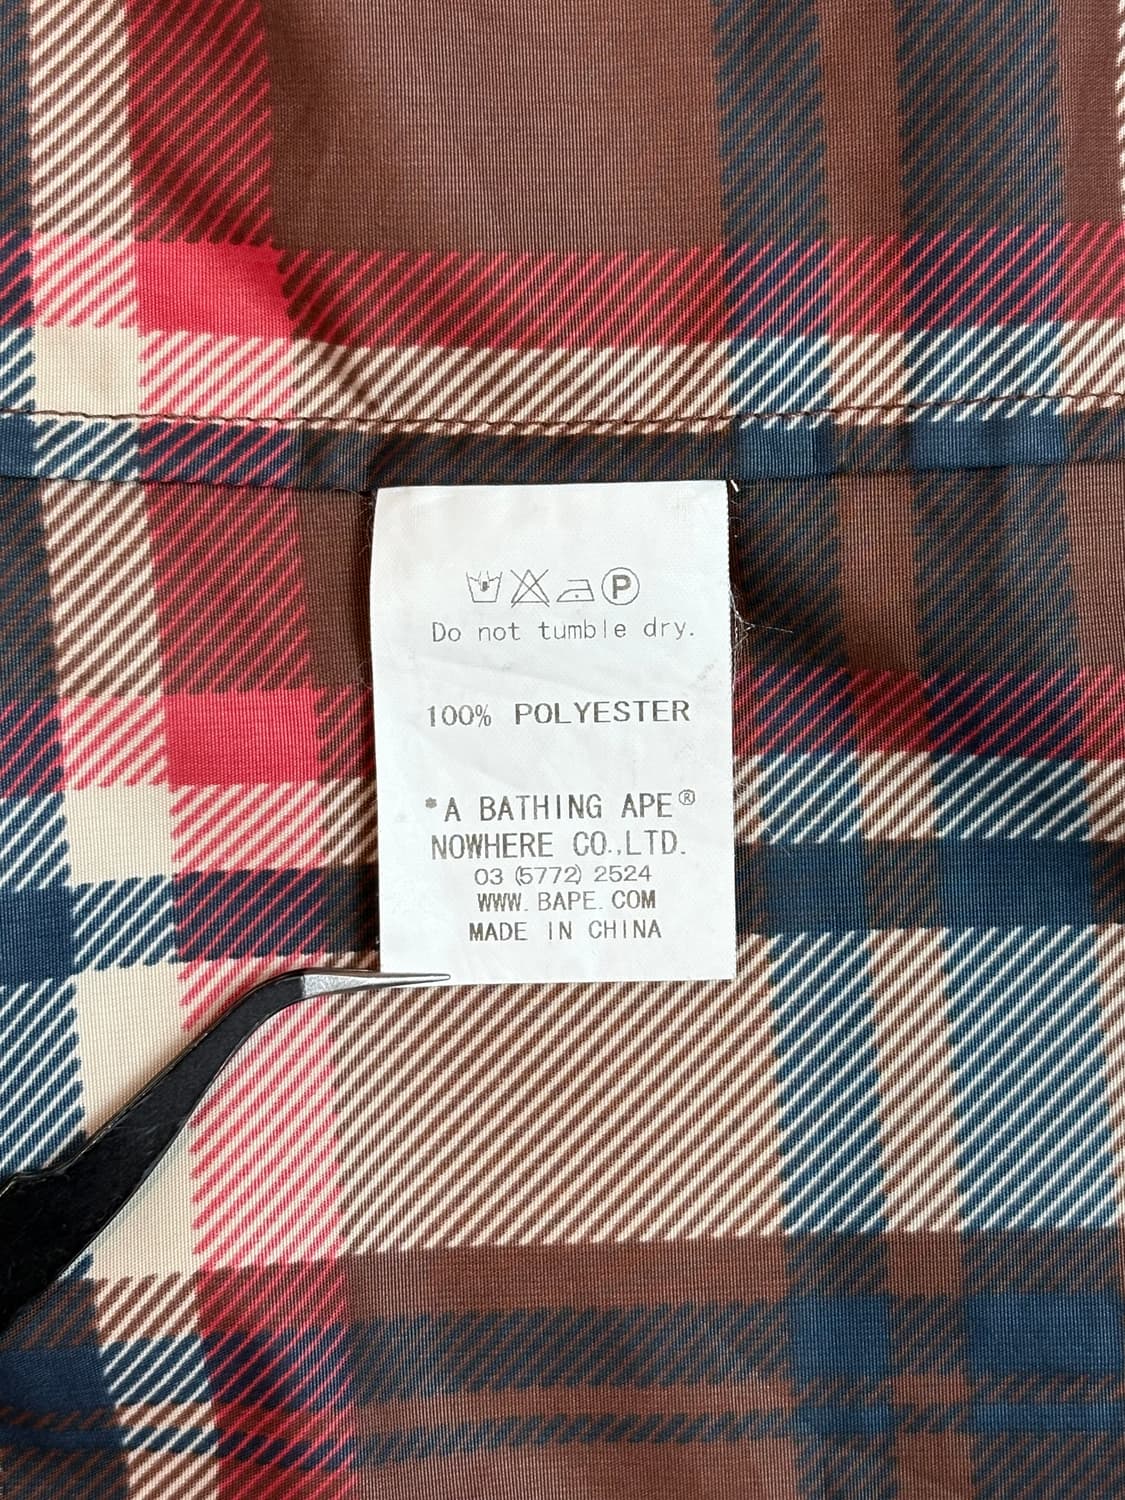 P
Do not tumble dry.
100% POLYESTER
*A BATHING APE®
NOWHERE CO.,LTD.
03 (5772) 2524
WWW. BAPE. COM
MADE IN CHINA